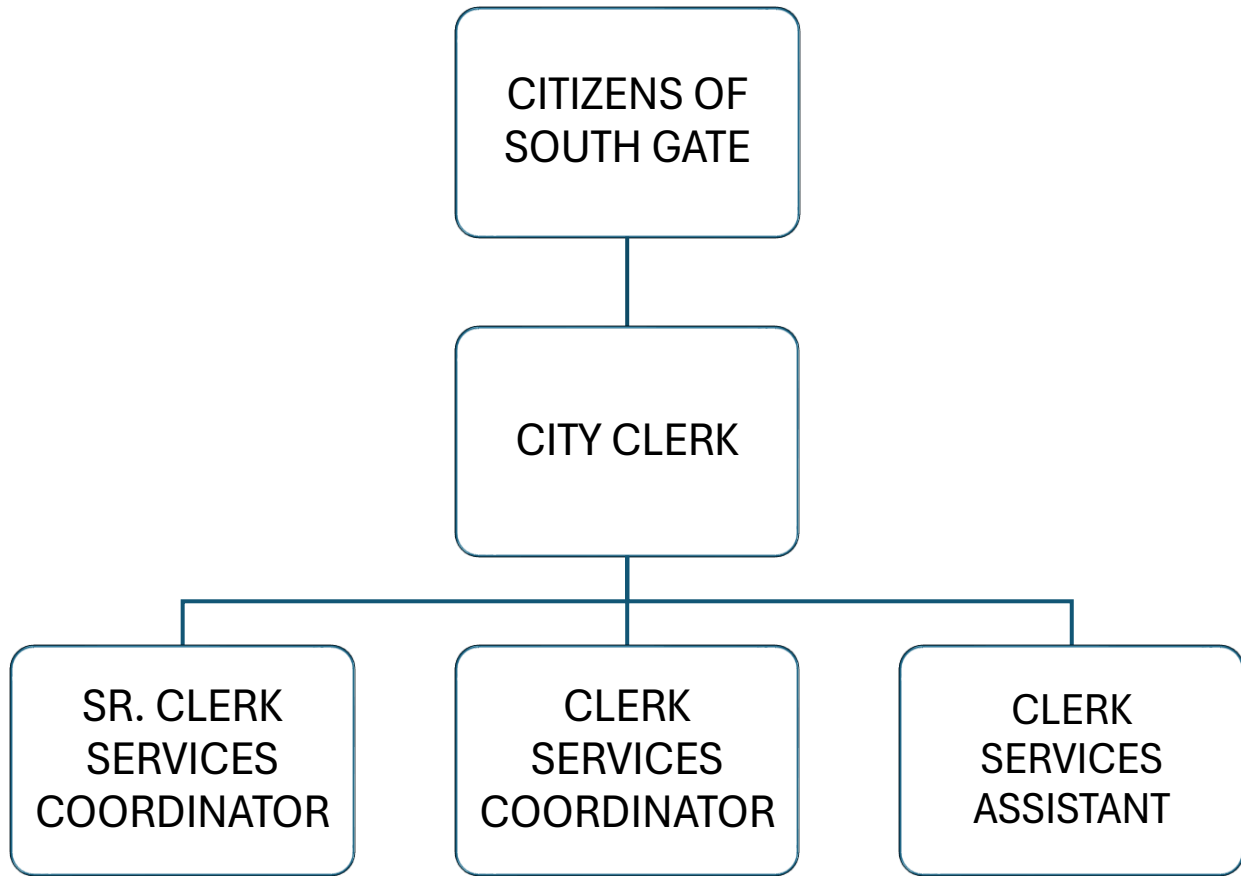 CITIZENS OF
SOUTH GATE
CITY CLERK
SR. CLERK
SERVICES
COORDINATOR
CLERK
SERVICES
COORDINATOR
CLERK
SERVICES
ASSISTANT